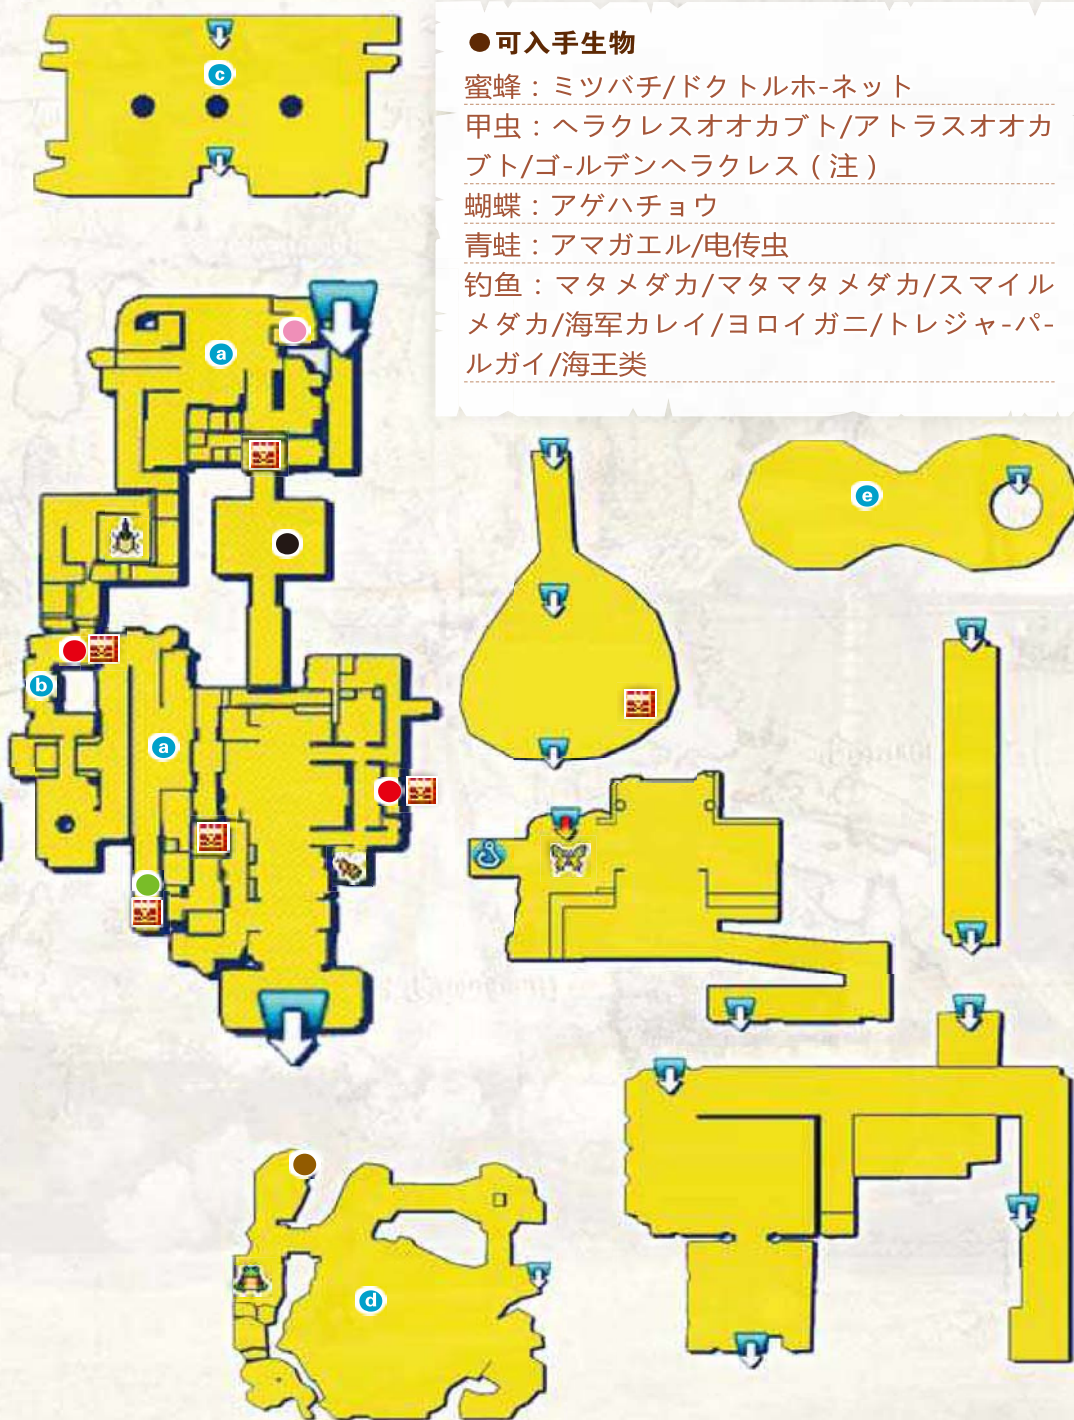 ●可入手生物
蜜蜂：ミツバチ/ドクトルホ-ネット
甲虫：ヘラクレスオオカブト/アトラスオオカ
ブト/ゴ-ルデンヘラクレス（注）
蝴蝶：アゲハチョウ
青蛙：アマガエル/电传虫
钓鱼：マタメダカ/マタマタメダカ/スマイル
メダカ/海军カレイ/ヨロイガニ/トレジャ-パ-
ルガイ/海王类
c
a
e
b
a
d